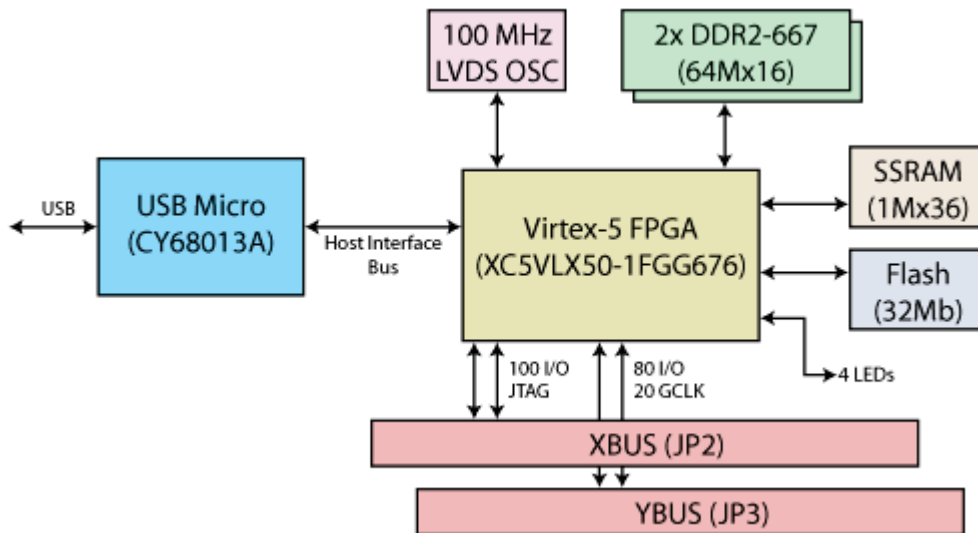 100 MHz
LVDS OSC
2x DDR2-667
(64Mx16)
USB
USB Micro
(CY68013A)
Host Interface
Bus
Virtex-5 FPGA
(XC5VLX50-1FGG676)
SSRAM
(1Mx36)
Flash
(32Mb)
4 LEDs
100 I/O
JTAG
80 I/O
20 GCLK
XBUS (JP2)
YBUS (JP3)